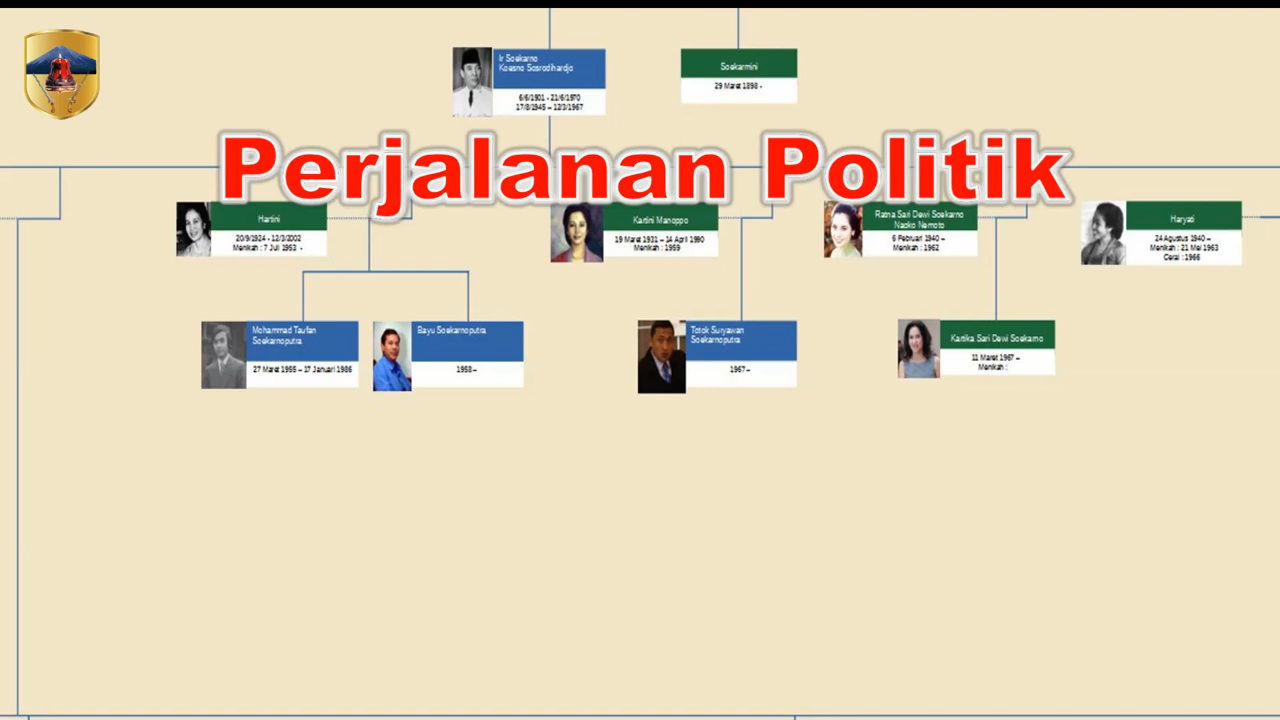 Ir Soekarno
Koesno Sosrodihardjo
6/6/1901 - 21/6/1970
17/8/1945 – 12/3/1967
Soekarmini
29 Maret 1898 -
Perjalanan Politik
Hartini
20/9/1924 - 12/3/2002
Menikah : 7 Juli 1953 -
Kartini Manoppo
19 Maret 1931 – 14 April 1990
Menikah : 1959
Ratna Sari Dewi Soekarno
Naoko Nemoto
6 Februari 1940 –
Menikah : 1962
Haryati
24 Agustus 1940 –
Menikah : 21 Mei 1963
Cerai : 1966
Mohammad Taufan
Soekarnoputra
27 Maret 1955 – 17 Januari 1986
Bayu Soekarnoputra
1958 –
Totok Suryawan
Soekarnoputra
1967 –
Kartika Sari Dewi Soekarno
11 Maret 1967 –
Menikah :